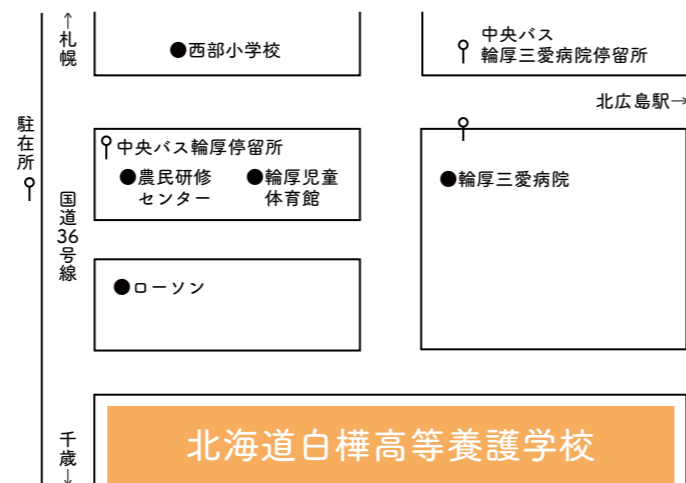 ↑札幌
●西部小学校
中央バス
輪厚三愛病院停留所
北広島駅→
駐在所
中央バス輪厚停留所
●農民研修
センター
●輪厚児童
体育館
●輪厚三愛病院
国道36号線
●ローソン
北海道白樺高等養護学校
千歳↓